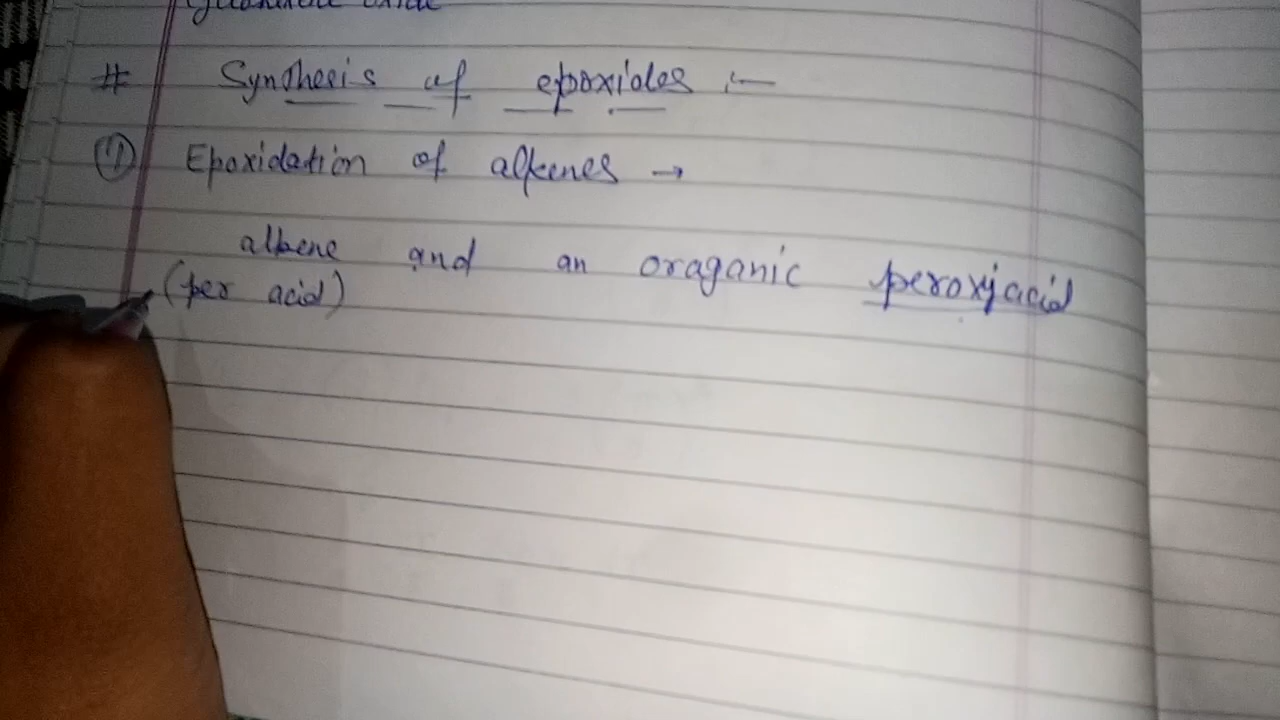 # Synthesis of epoxides :-
① Epoxidation of alkenes →
alkene and an oraganic peroxyacid
(per acid)